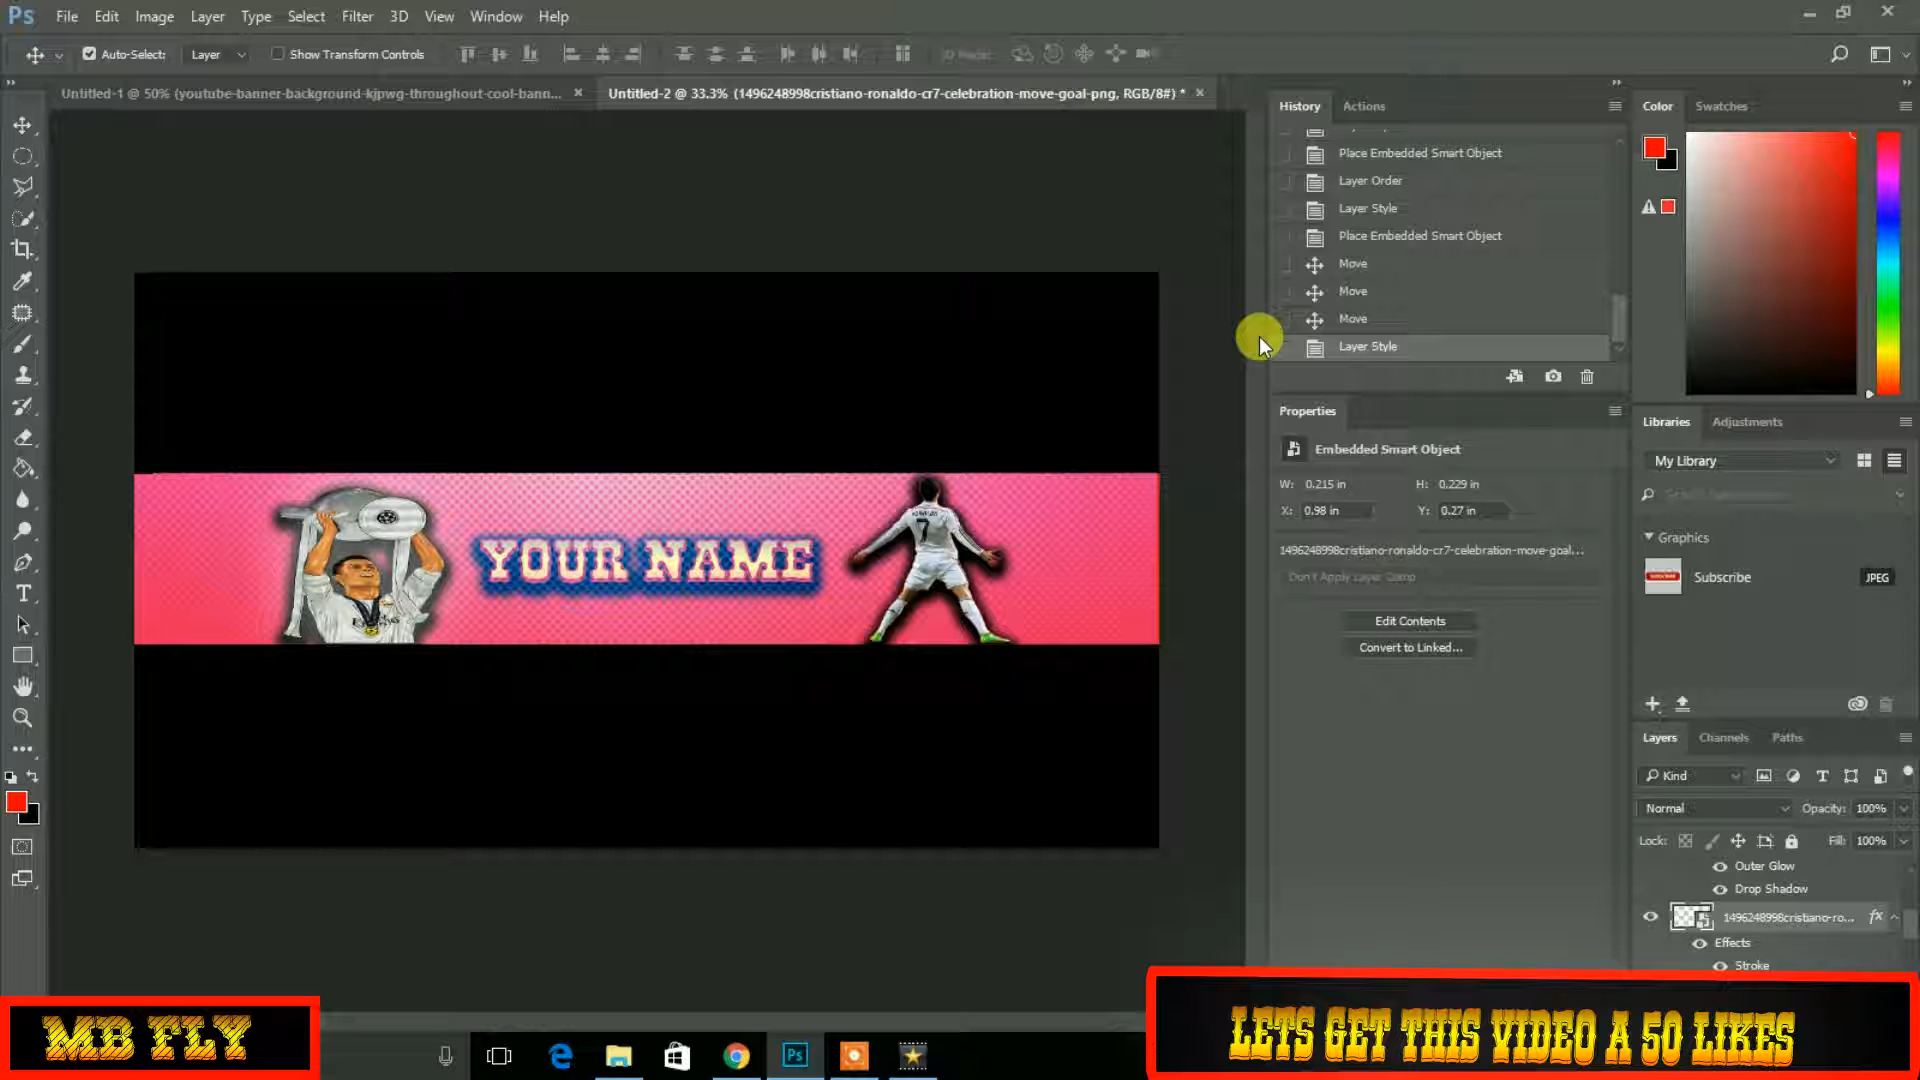 Ps File Edit Image Layer Type Select Filter 3D View Window Help
Auto-Select: Layer Show Transform Controls
Untitled-1 @ 50% (youtube-banner-background-kjpwg-throughout-cool-bann... × Untitled-2 @ 33.3% (1496248998cristiano-ronaldo-cr7-celebration-move-goal-png, RGB/8#) * ×
History Actions
Place Embedded Smart Object
Layer Order
Layer Style
Place Embedded Smart Object
Move
Move
Move
Layer Style
Properties
Embedded Smart Object
W: 0.215 in H: 0.229 in
X: 0.98 in Y: 0.27 in
1496248998cristiano-ronaldo-cr7-celebration-move-goal...
Don't Apply Layer Comp
Edit Contents
Convert to Linked...
Color Swatches
Libraries Adjustments
My Library
Graphics
Subscribe JPEG
Layers Channels Paths
Kind
Normal Opacity: 100%
Lock: Fill: 100%
Outer Glow
Drop Shadow
1496248998cristiano-ro... fx
Effects
Stroke
YOUR NAME
7
MB FLY
Ps
LETS GET THIS VIDEO A 50 LIKES